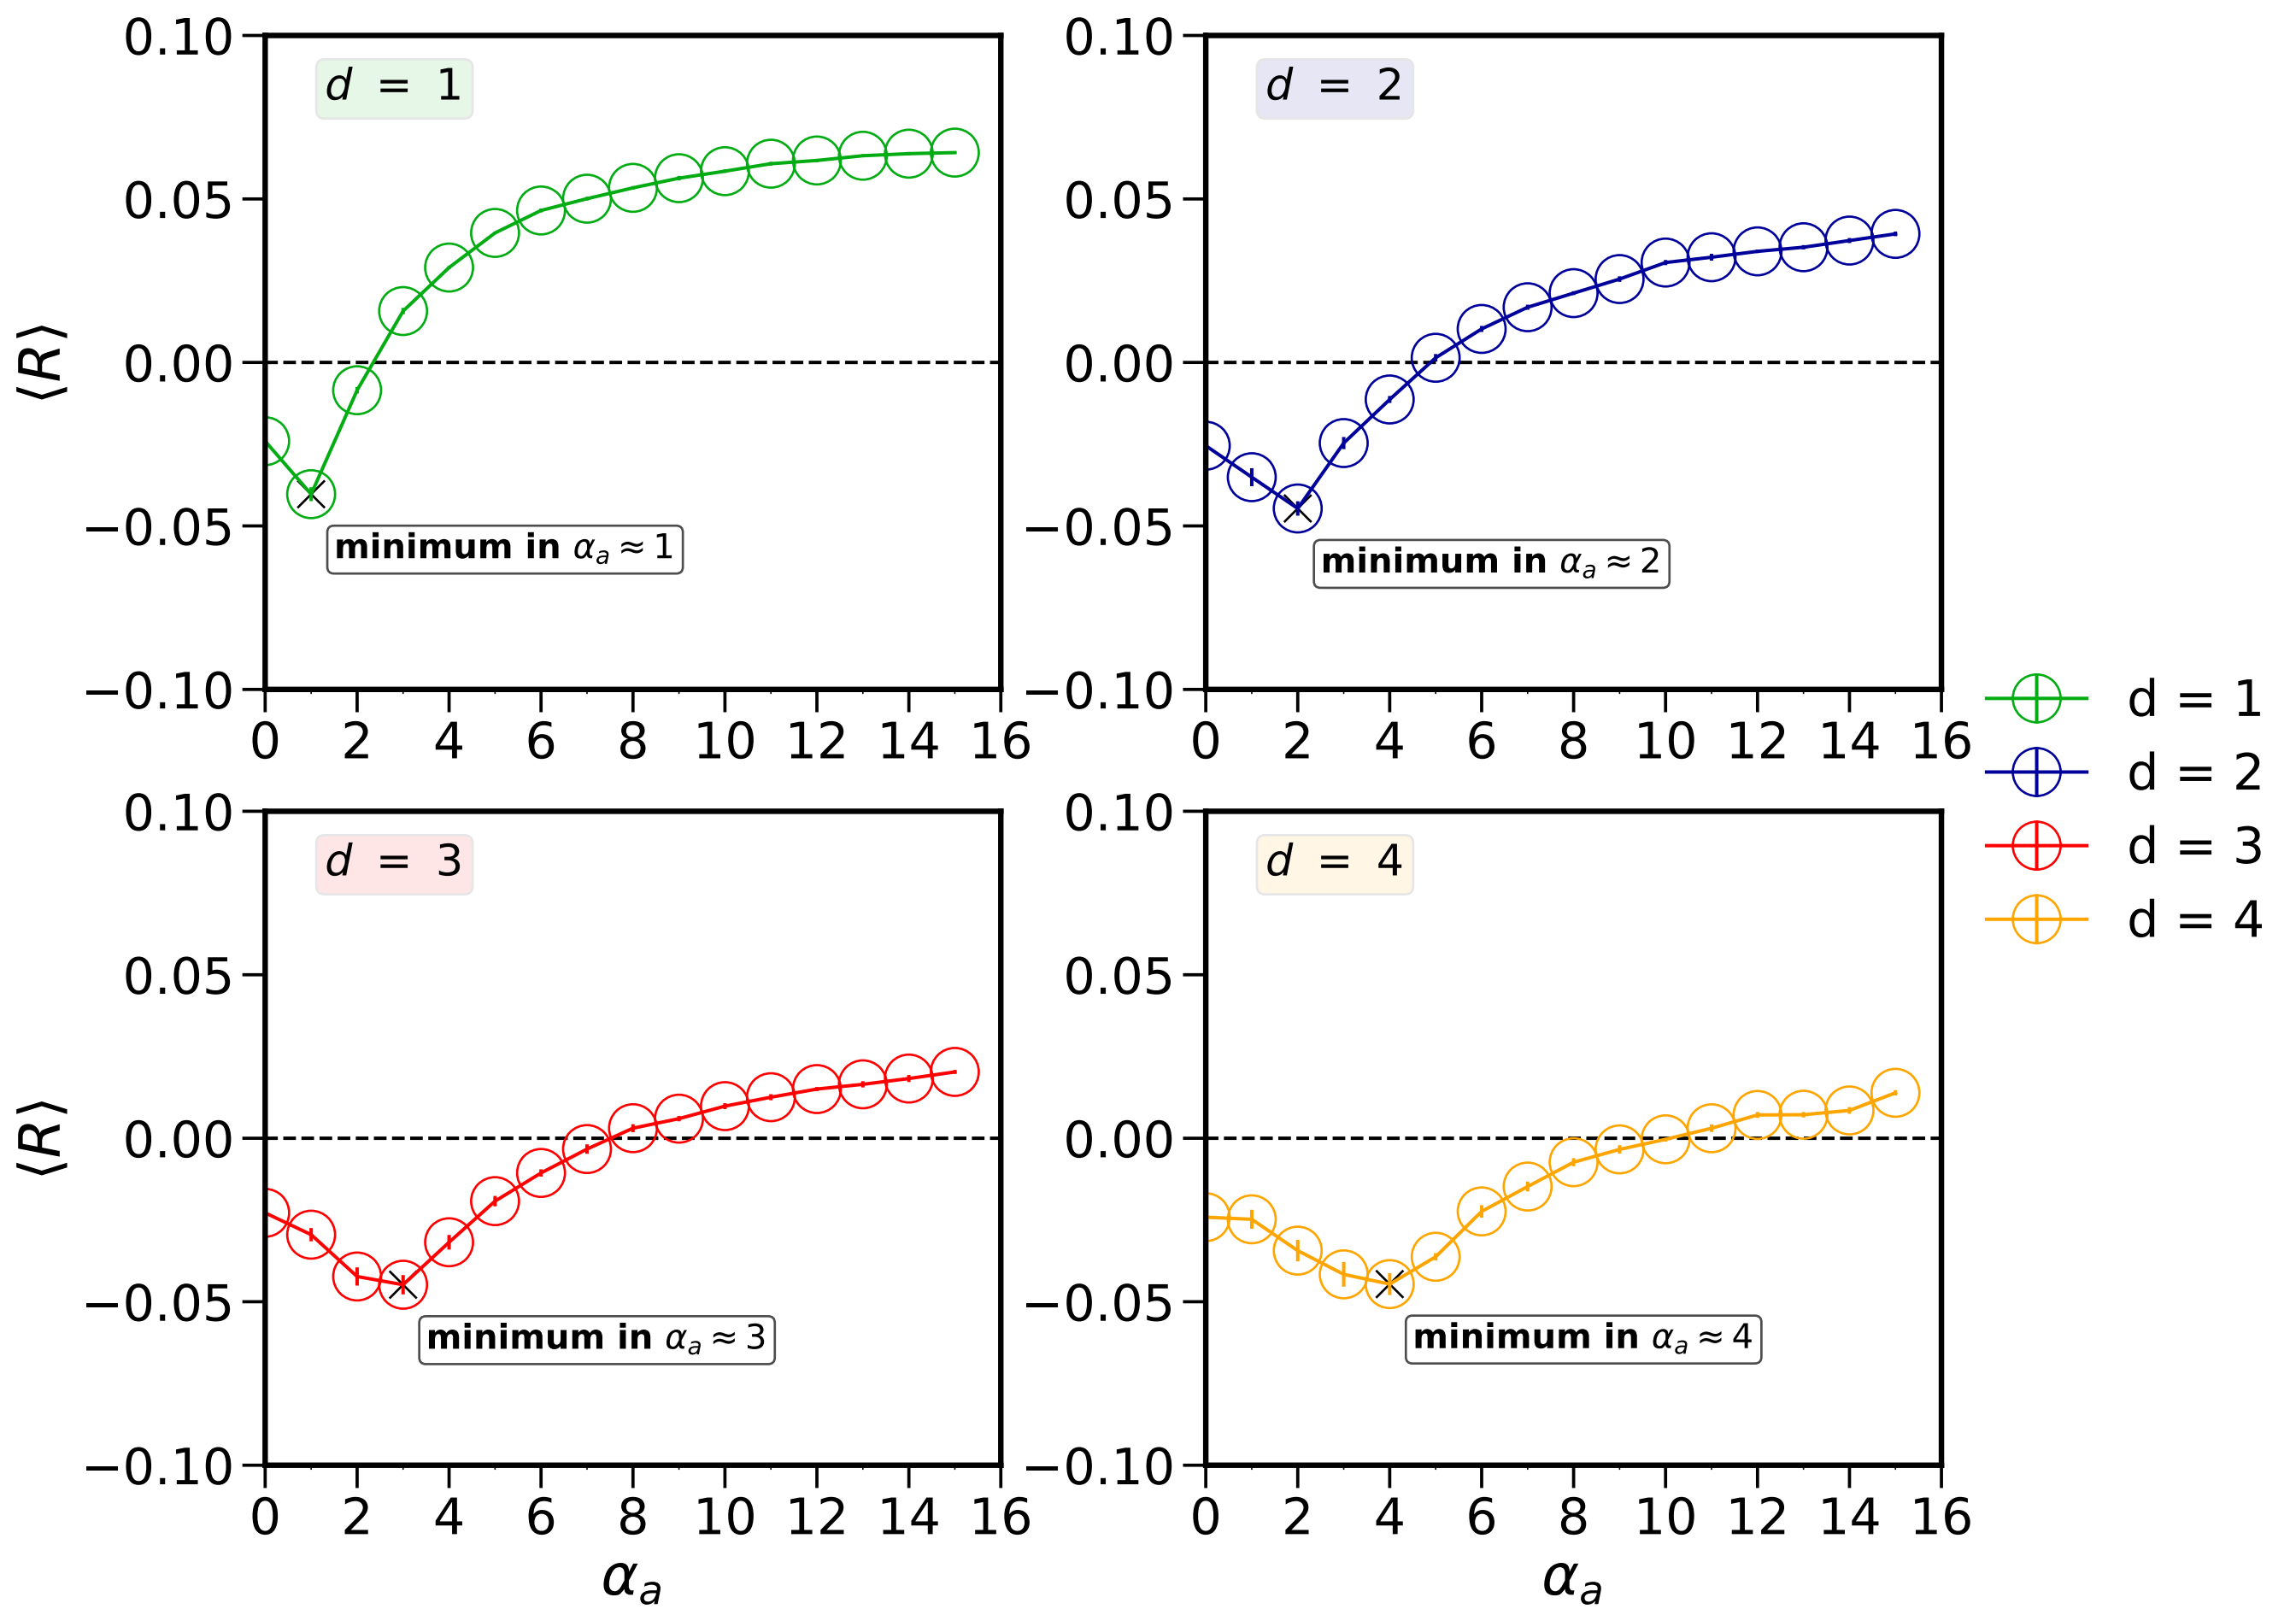 0.10
0.05
0.00
−0.05
−0.10
⟨R⟩
d = 1
minimum in αₐ ≈ 1
0 2 4 6 8 10 12 14 16
0.10
0.05
0.00
−0.05
−0.10
d = 2
minimum in αₐ ≈ 2
0 2 4 6 8 10 12 14 16
0.10
0.05
0.00
−0.05
−0.10
⟨R⟩
d = 3
minimum in αₐ ≈ 3
0 2 4 6 8 10 12 14 16
αₐ
0.10
0.05
0.00
−0.05
−0.10
d = 4
minimum in αₐ ≈ 4
0 2 4 6 8 10 12 14 16
αₐ
d = 1
d = 2
d = 3
d = 4